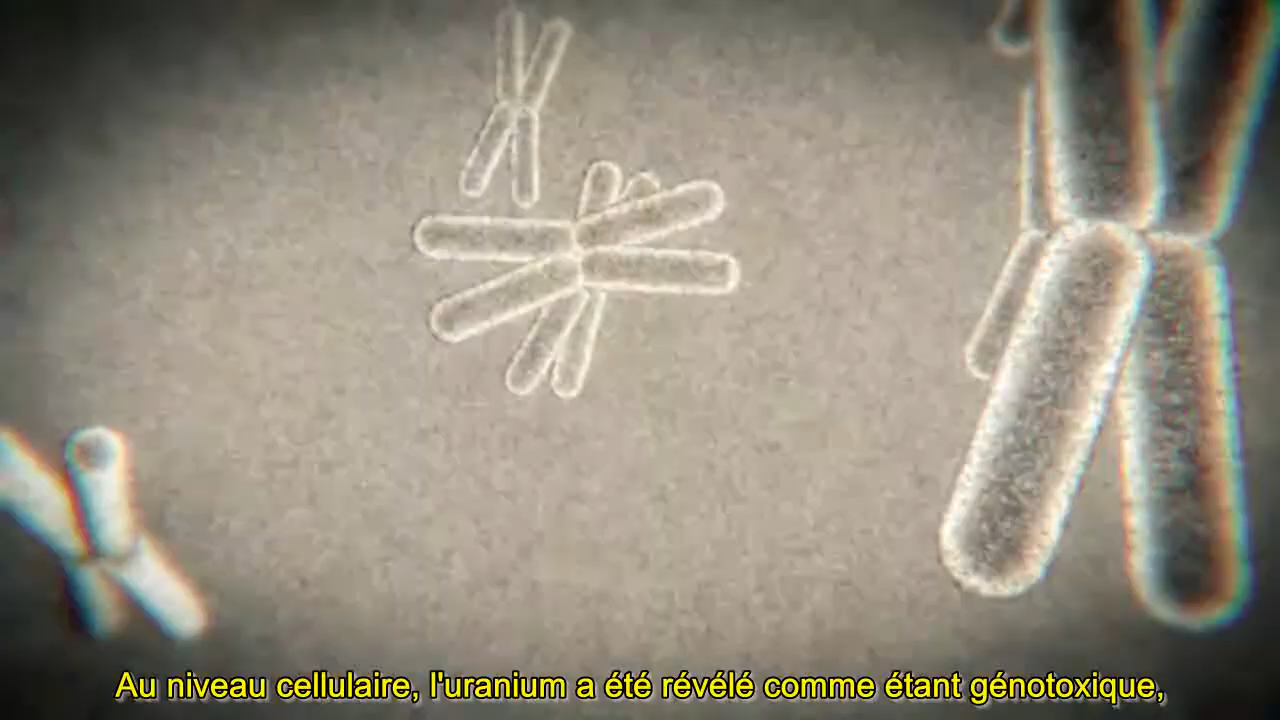 Au niveau cellulaire, l'uranium a été révélé comme étant génotoxique,